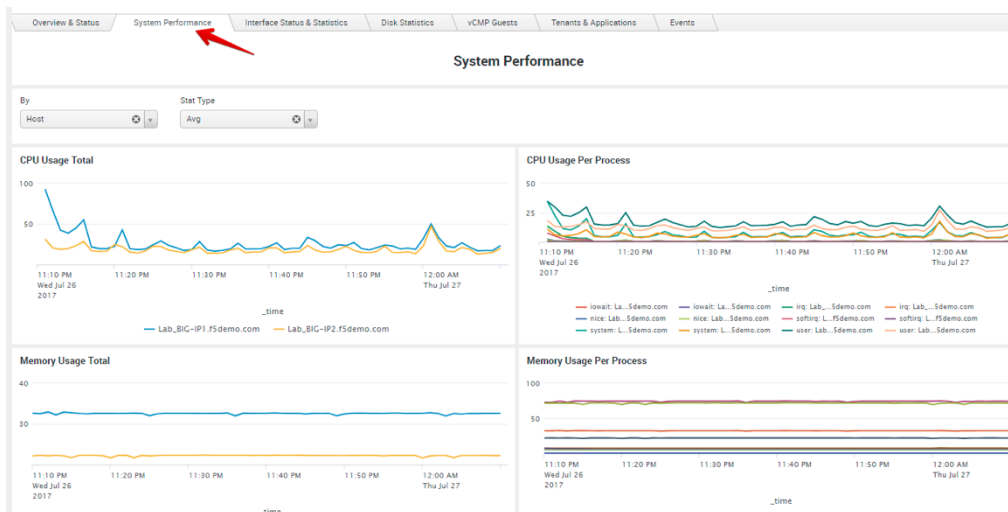 Overview & Status
System Performance
Interface Status & Statistics
Disk Statistics
vCMP Guests
Tenants & Applications
Events
System Performance
By
Stat Type
Host
Avg
CPU Usage Total
100
50
11:10 PM 11:20 PM 11:30 PM 11:40 PM 11:50 PM 12:00 AM
Wed Jul 26 Thu Jul 27
2017
_time
Lab_BIG-IP1.f5demo.com Lab_BIG-IP2.f5demo.com
CPU Usage Per Process
50
25
11:10 PM 11:20 PM 11:30 PM 11:40 PM 11:50 PM 12:00 AM
Wed Jul 26 Thu Jul 27
2017
_time
iowait: La...5demo.com iowait: La...5demo.com irq: Lab_...5demo.com irq: Lab_...5demo.com
nice: Lab...5demo.com nice: Lab...5demo.com softirq: L...f5demo.com softirq: L...f5demo.com
system: L...5demo.com system: L...5demo.com user: Lab...5demo.com user: Lab...5demo.com
Memory Usage Total
40
30
11:10 PM 11:20 PM 11:30 PM 11:40 PM 11:50 PM 12:00 AM
Wed Jul 26 Thu Jul 27
2017
_time
Memory Usage Per Process
100
50
11:10 PM 11:20 PM 11:30 PM 11:40 PM 11:50 PM 12:00 AM
Wed Jul 26 Thu Jul 27
2017
_time